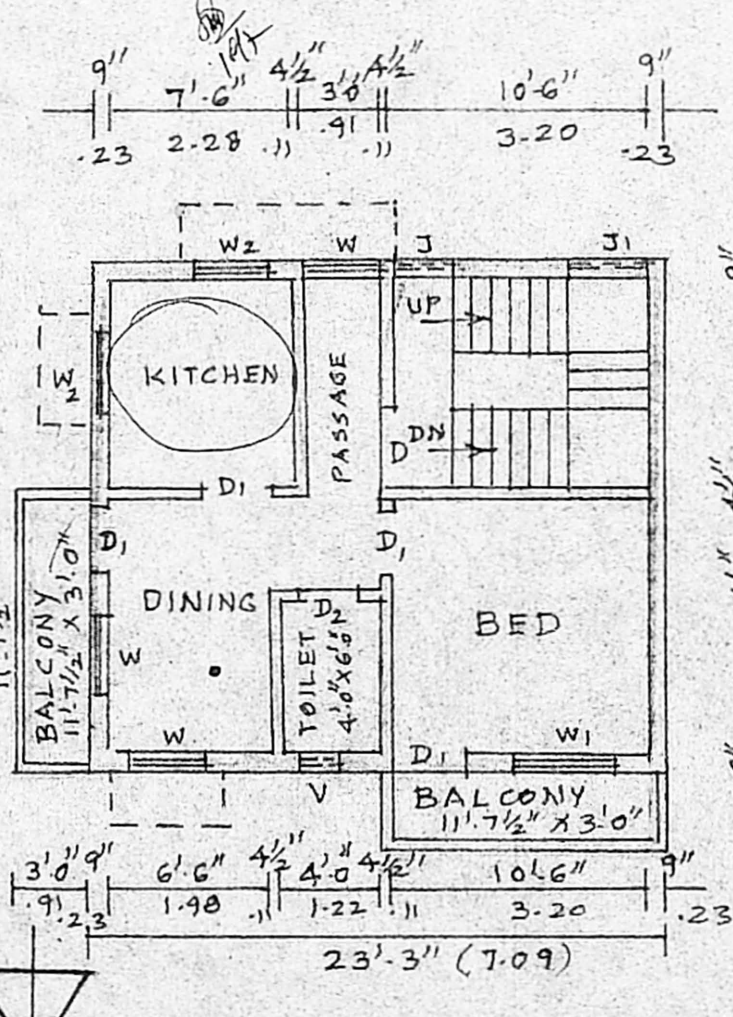 9" 7'-6" 4½" 3'0" 4½" 10'-6" 9"
.23 2.28 .11 .91 .11 3.20 .23
W2 W J J1
UP
W2 KITCHEN PASSAGE
D DN
D1
D1 D1
DINING D2 BED
BALCONY
11'-7½" X 3'.0"
W
TOILET
4'.0"X6'.0"
W W1
D1
V BALCONY
11'.7½" X 3'-0"
3'.0" 9" 6'.6" 4½" 4'.0 4½" 10'-6" 9"
.91 .23 1.98 .11 1.22 .11 3.20 .23
23'-3" (7.09)